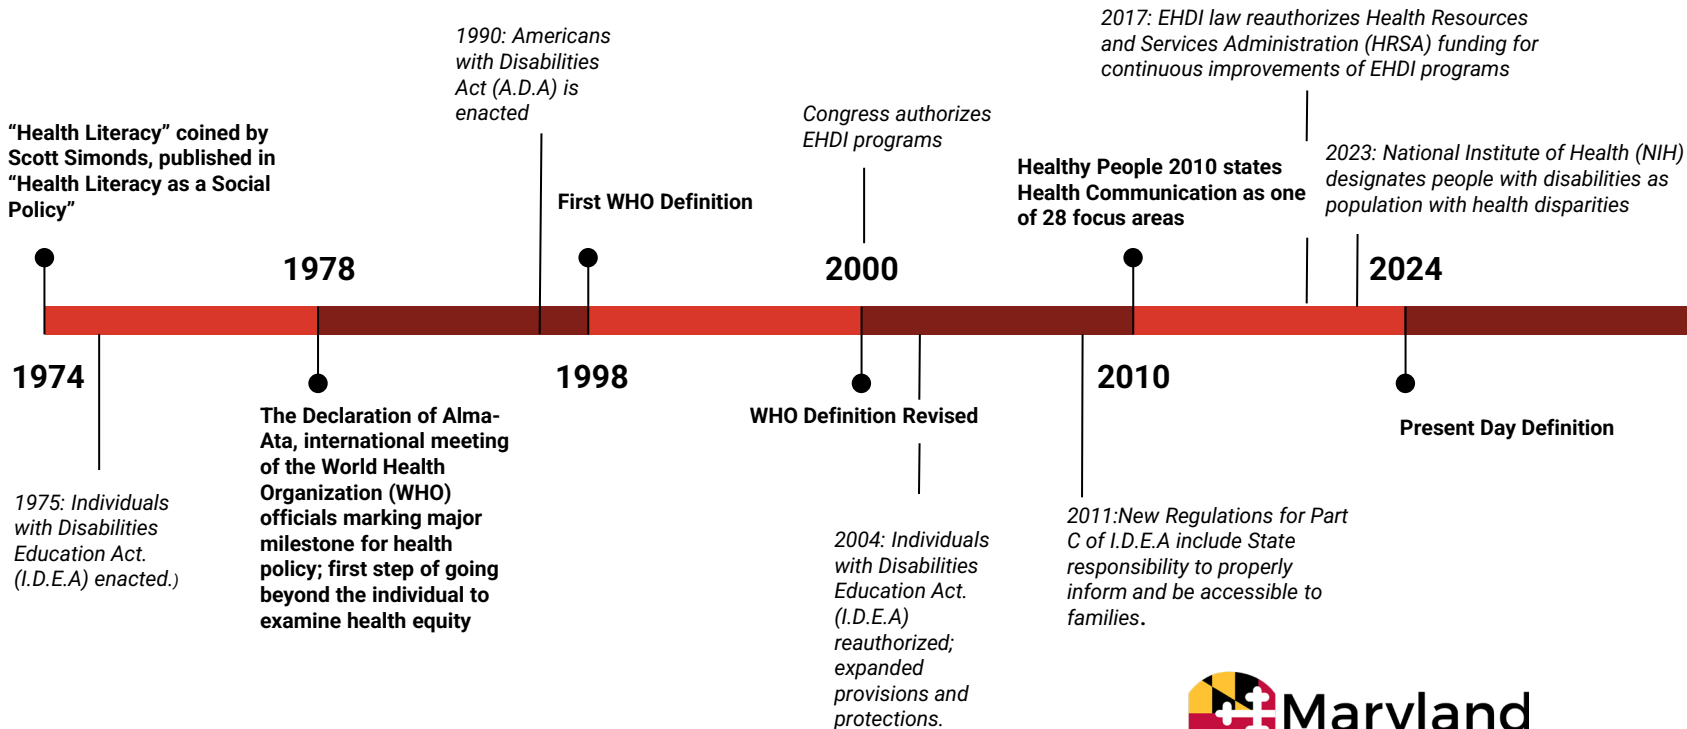 2017: EHDI law reauthorizes Health Resources
and Services Administration (HRSA) funding for
continuous improvements of EHDI programs
1990: Americans
with Disabilities
Act (A.D.A) is
enacted
Congress authorizes
EHDI programs
“Health Literacy” coined by
Scott Simonds, published in
“Health Literacy as a Social
Policy”
First WHO Definition
Healthy People 2010 states
Health Communication as one
of 28 focus areas
2023: National Institute of Health (NIH)
designates people with disabilities as
population with health disparities
1978
2000
2024
1974
1998
2010
The Declaration of Alma-
Ata, international meeting
of the World Health
Organization (WHO)
officials marking major
milestone for health
policy; first step of going
beyond the individual to
examine health equity
WHO Definition Revised
Present Day Definition
1975: Individuals
with Disabilities
Education Act.
(I.D.E.A) enacted.)
2004: Individuals
with Disabilities
Education Act.
(I.D.E.A)
reauthorized;
expanded
provisions and
protections.
2011:New Regulations for Part
C of I.D.E.A include State
responsibility to properly
inform and be accessible to
families.
Maryland